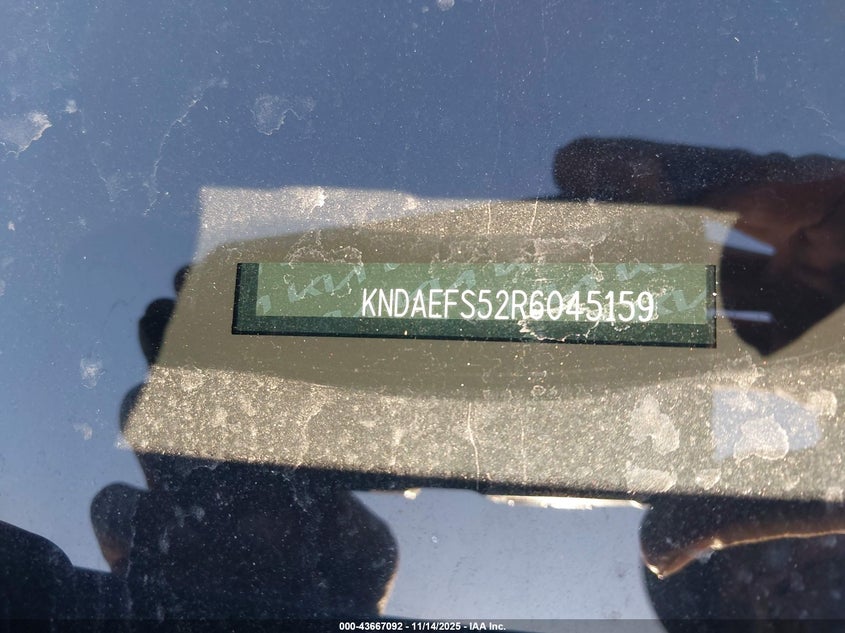 KNDAEFS52R6045159
000-43667092 - 11/14/2025 - IAA Inc.